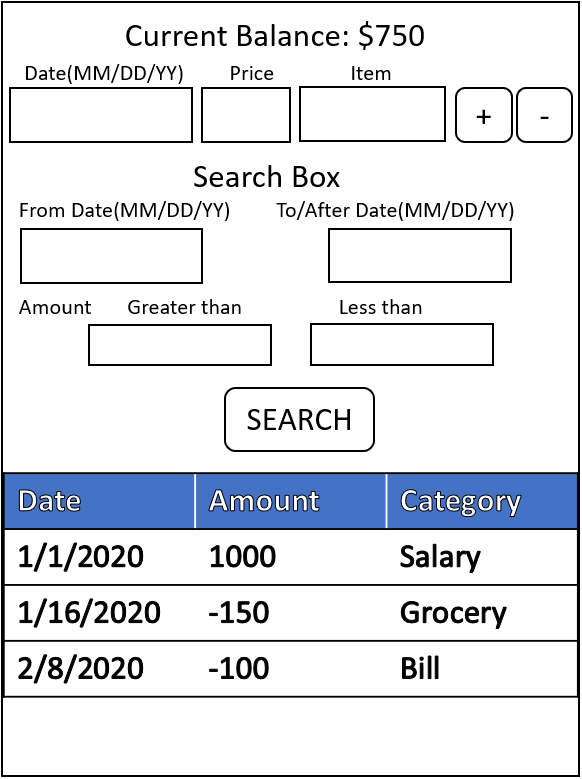 Current Balance: $750
Date(MM/DD/YY) Price Item
+ -
Search Box
From Date(MM/DD/YY) To/After Date(MM/DD/YY)
Amount Greater than Less than
SEARCH
Date Amount Category
1/1/2020 1000 Salary
1/16/2020 -150 Grocery
2/8/2020 -100 Bill